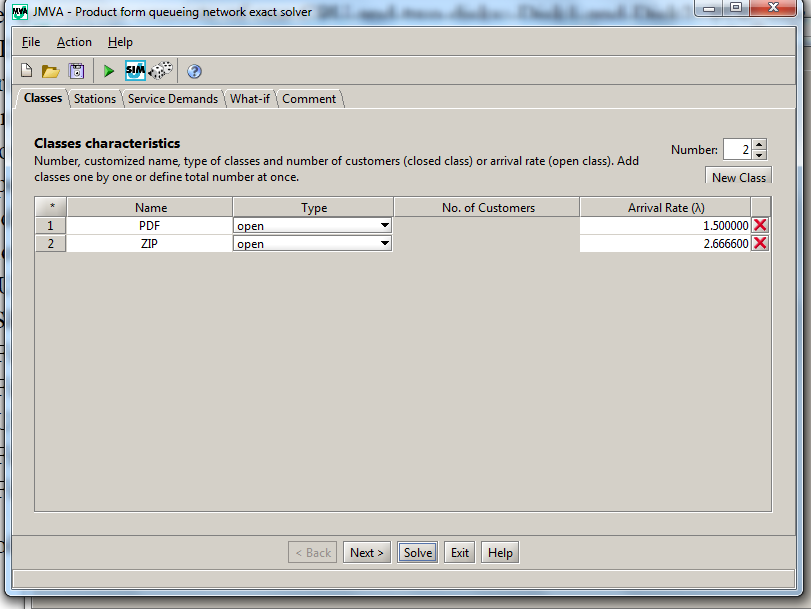 JMVA - Product form queueing network exact solver
File Action Help
SIM
Classes Stations Service Demands What-if Comment
Classes characteristics
Number, customized name, type of classes and number of customers (closed class) or arrival rate (open class). Add
classes one by one or define total number at once.
Number: 2
New Class
* Name Type No. of Customers Arrival Rate (λ)
1 PDF open 1.500000
2 ZIP open 2.666600
< Back Next > Solve Exit Help